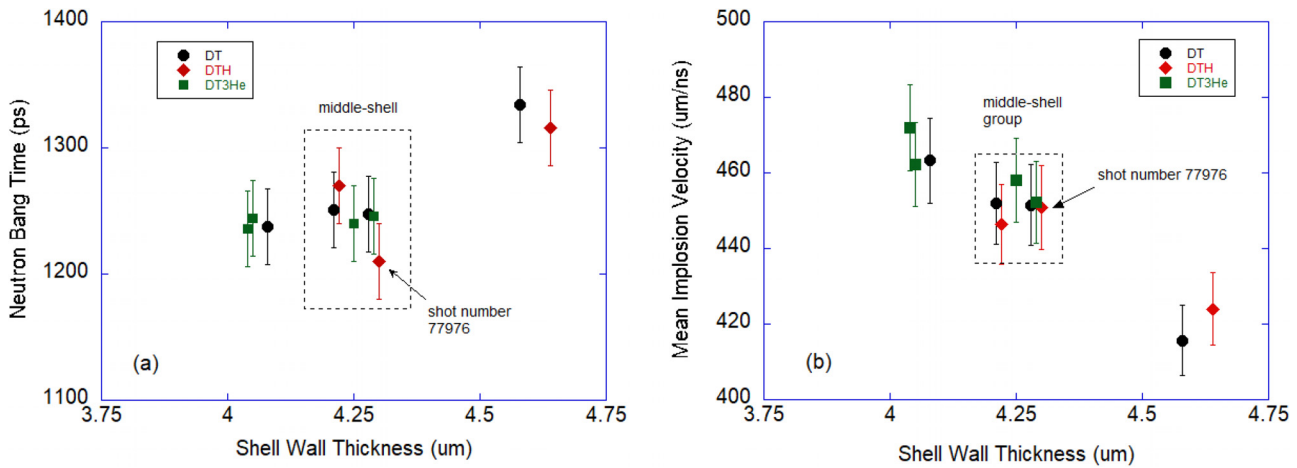 1400
1300
1200
1100
Neutron Bang Time (ps)
DT
DTH
DT3He
middle-shell
shot number
77976
(a)
3.75
4
4.25
4.5
4.75
Shell Wall Thickness (um)
500
480
460
440
420
400
Mean Implosion Velocity (um/ns)
DT
DTH
DT3He
middle-shell
group
shot number 77976
(b)
3.75
4
4.25
4.5
4.75
Shell Wall Thickness (um)